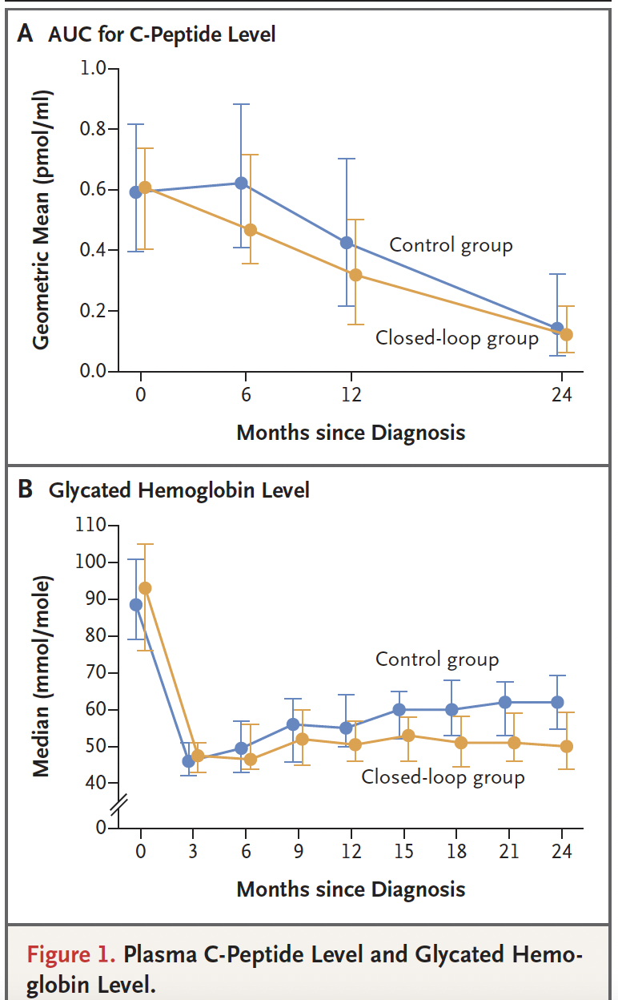 A AUC for C-Peptide Level
Geometric Mean (pmol/ml)
1.0
0.8
0.6
0.4
0.2
0.0
Control group
Closed-loop group
0 6 12 24
Months since Diagnosis
B Glycated Hemoglobin Level
Median (mmol/mole)
110
100
90
80
70
60
50
40
0
Control group
Closed-loop group
0 3 6 9 12 15 18 21 24
Months since Diagnosis
Figure 1. Plasma C-Peptide Level and Glycated Hemo-
globin Level.